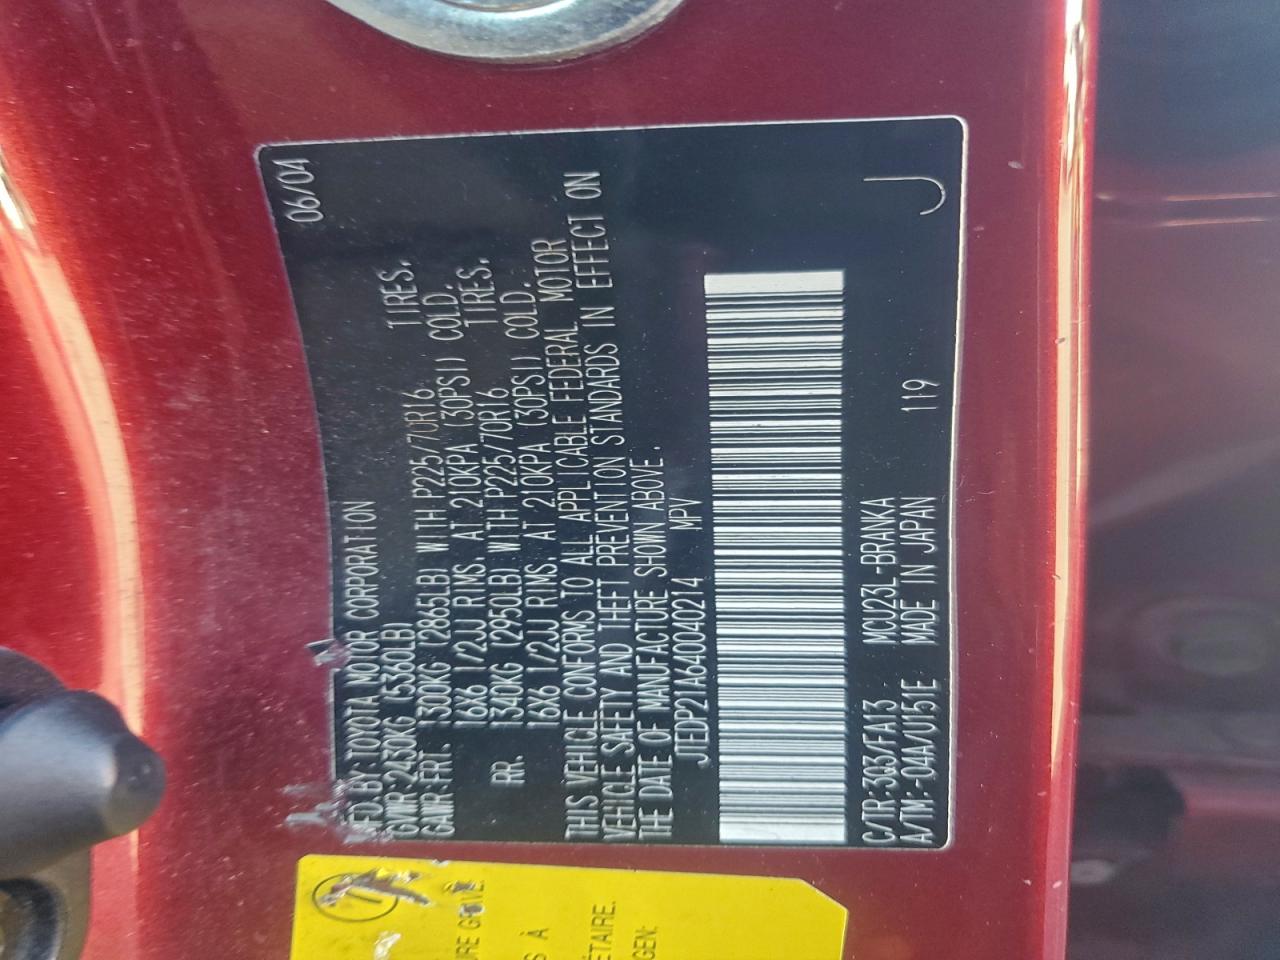 06/04
MFD.BY TOYOTA MOTOR CORPORATION
GVWR:2430KG (5360LB)
GAWR:FRT. 1300KG (2865LB) WITH P225/70R16 TIRES.
16X6 1/2JJ RIMS, AT 210KPA (30PSI) COLD.
RR. 1340KG (2950LB) WITH P225/70R16 TIRES.
16X6 1/2JJ RIMS, AT 210KPA (30PSI) COLD.
THIS VEHICLE CONFORMS TO ALL APPLICABLE FEDERAL MOTOR
VEHICLE SAFETY AND THEFT PREVENTION STANDARDS IN EFFECT ON
THE DATE OF MANUFACTURE SHOWN ABOVE.
JTEDP21A640040214 MPV
C/TR:3Q3/FA13 MCU23L-BRANKA
A/TM:-04A/U151E MADE IN JAPAN 119
J
S À
ÉTAIRE.
GEN.